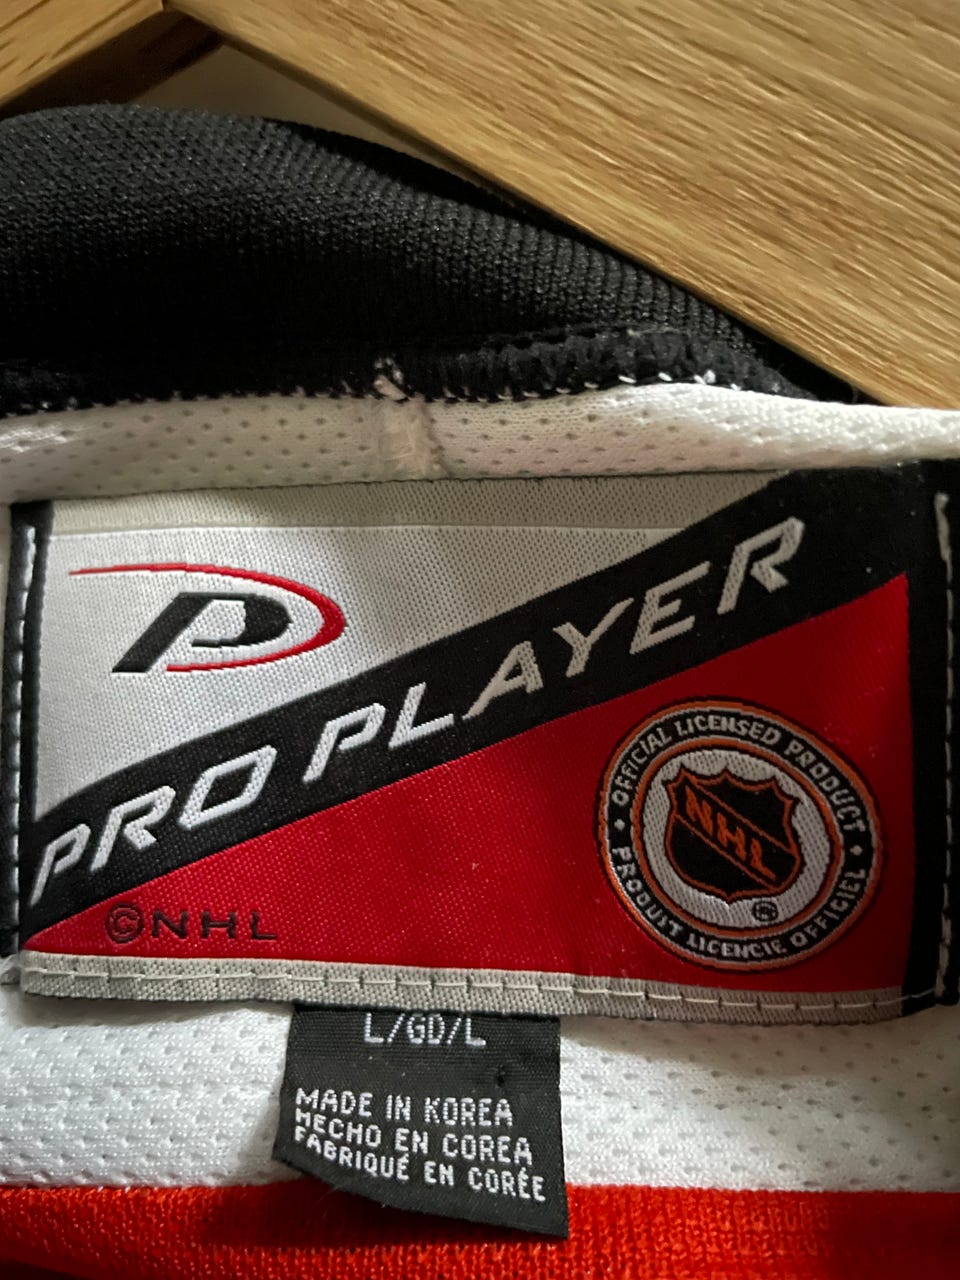 PRO PLAYER
©NHL
OFFICIAL LICENSED PRODUCT
NHL
®
PRODUIT LICENCIE OFFICIEL
L/GD/L
MADE IN KOREA
HECHO EN COREA
FABRIQUÉ EN CORÉE